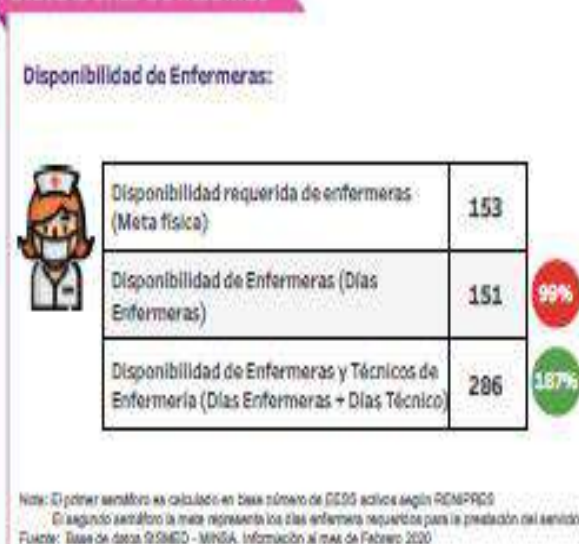 Disponibilidad de Enfermeras:
Disponibilidad requerida de enfermeras
(Meta física)
153
Disponibilidad de Enfermeras (Días
Enfermeras)
151
99%
Disponibilidad de Enfermeras y Técnicos de
Enfermería (Días Enfermeras + Días Técnico)
286
187%
Nota: El primer semáforo es calculado en base número de EESS activos según RENIPRES
El segundo semáforo la meta representa los días enfermera requeridos para la prestación del servicio
Fuente: Base de datos SISMED - MINSA. Información al mes de Febrero 2020